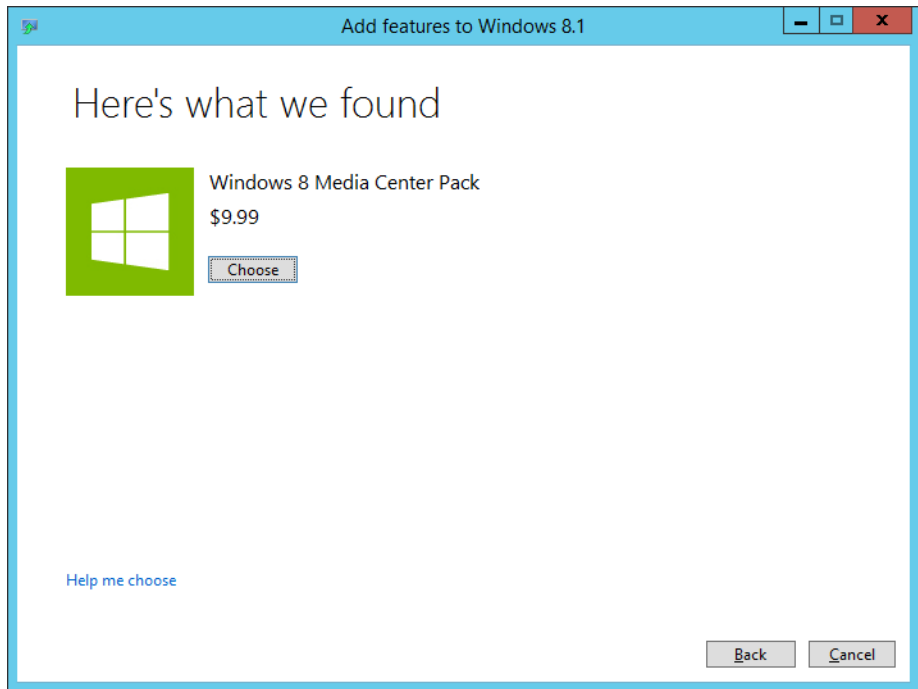 Add features to Windows 8.1
Here's what we found
Windows 8 Media Center Pack
$9.99
Choose
Help me choose
Back
Cancel